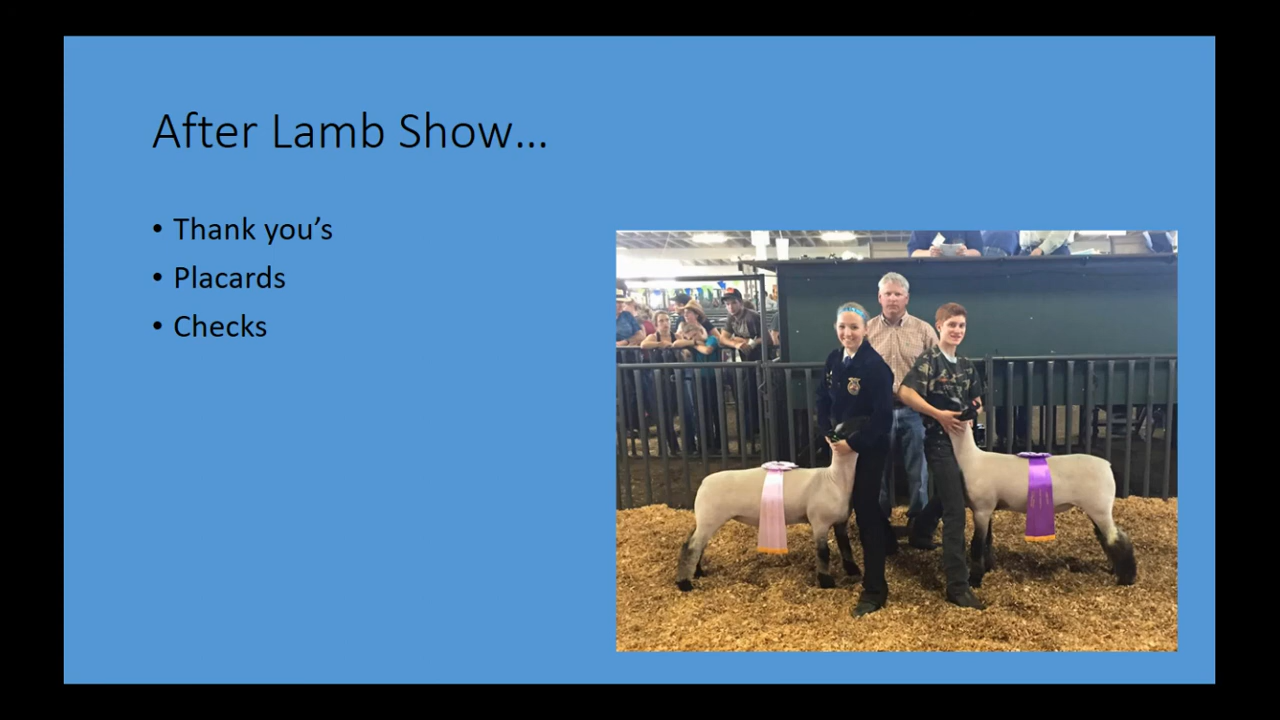 After Lamb Show...
• Thank you’s
• Placards
• Checks